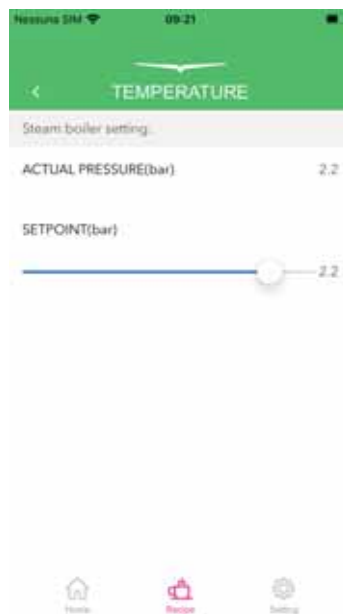 Nessuna SIM 09:21
TEMPERATURE
Steam boiler setting.
ACTUAL PRESSURE(bar) 2.2
SETPOINT(bar)
2.2
Home Recipe Setting